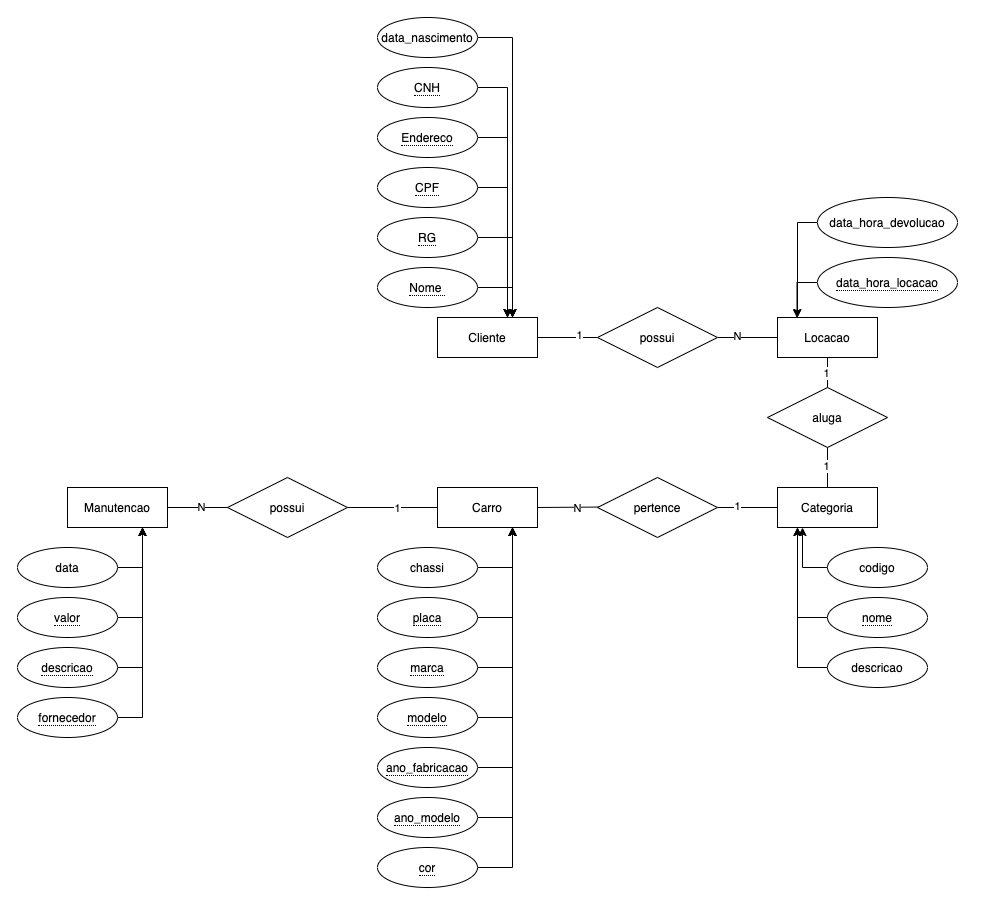 data_nascimento
CNH
Endereco
CPF
RG
Nome
data_hora_devolucao
data_hora_locacao
Cliente
1
possui
N
Locacao
1
aluga
1
Manutencao
N
possui
1
Carro
N
pertence
1
Categoria
data
valor
descricao
fornecedor
chassi
placa
marca
modelo
ano_fabricacao
ano_modelo
cor
codigo
nome
descricao